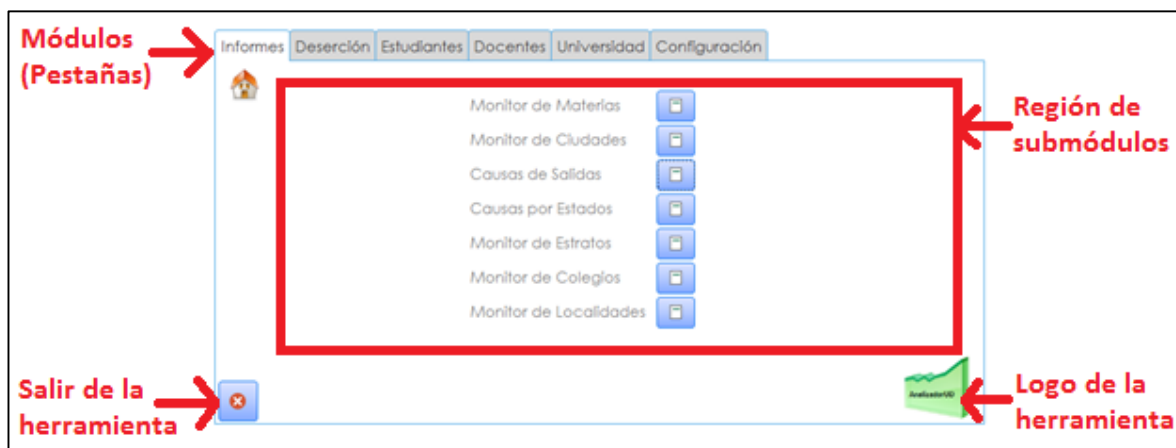 Módulos
(Pestañas)
Informes Deserción Estudiantes Docentes Universidad Configuración
Monitor de Materias
Monitor de Ciudades
Causas de Salidas
Causas por Estados
Monitor de Estratos
Monitor de Colegios
Monitor de Localidades
Región de
submódulos
Salir de la
herramienta
AnalizadorUD
Logo de la
herramienta